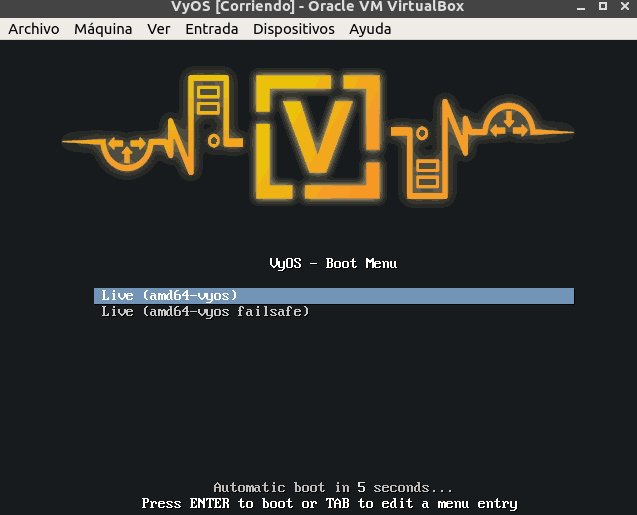 VyOS [Corriendo] - Oracle VM VirtualBox
Archivo Máquina Ver Entrada Dispositivos Ayuda
V
VyOS - Boot Menu
Live (amd64-vyos)
Live (amd64-vyos failsafe)
Automatic boot in 5 seconds...
Press ENTER to boot or TAB to edit a menu entry